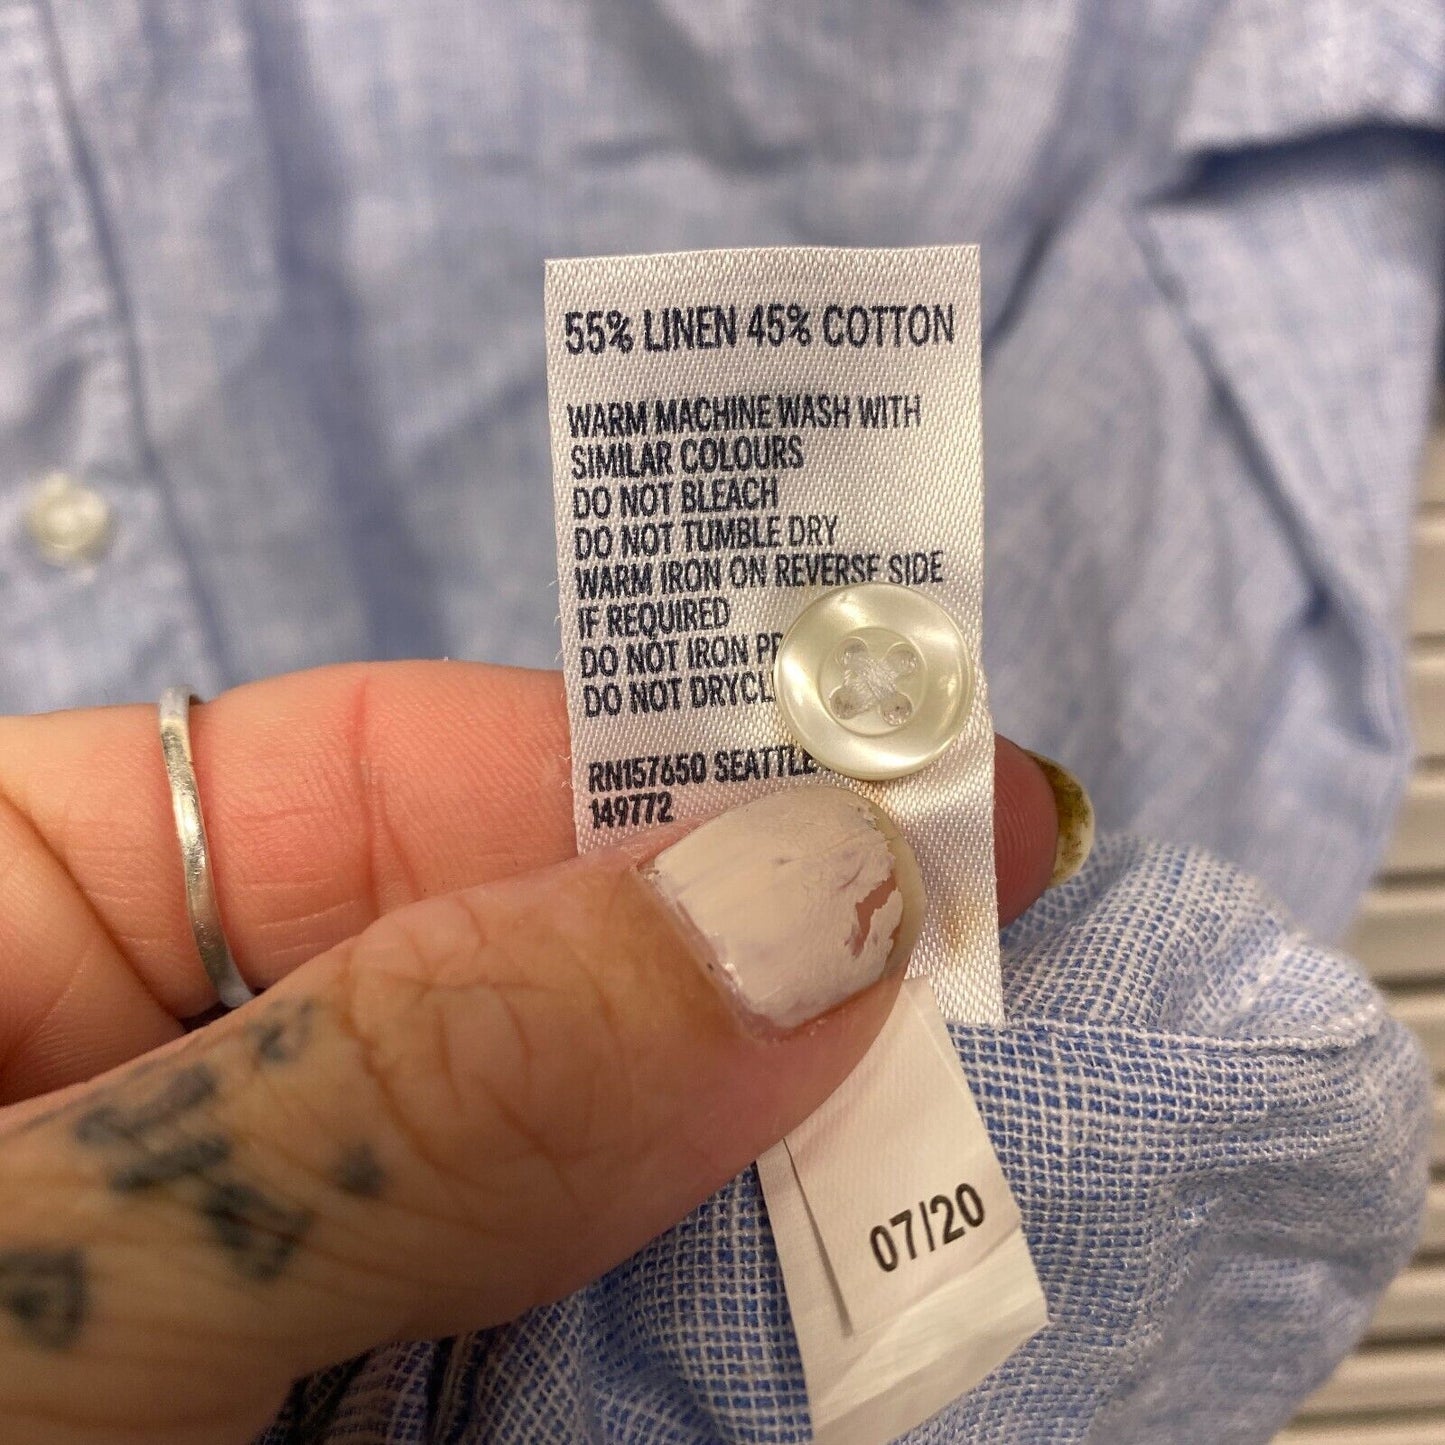 55% LINEN 45% COTTON
WARM MACHINE WASH WITH
SIMILAR COLOURS
DO NOT BLEACH
DO NOT TUMBLE DRY
WARM IRON ON REVERSE SIDE
IF REQUIRED
DO NOT IRON
DO NOT
RN157650 SEATTLE
149772
07/20